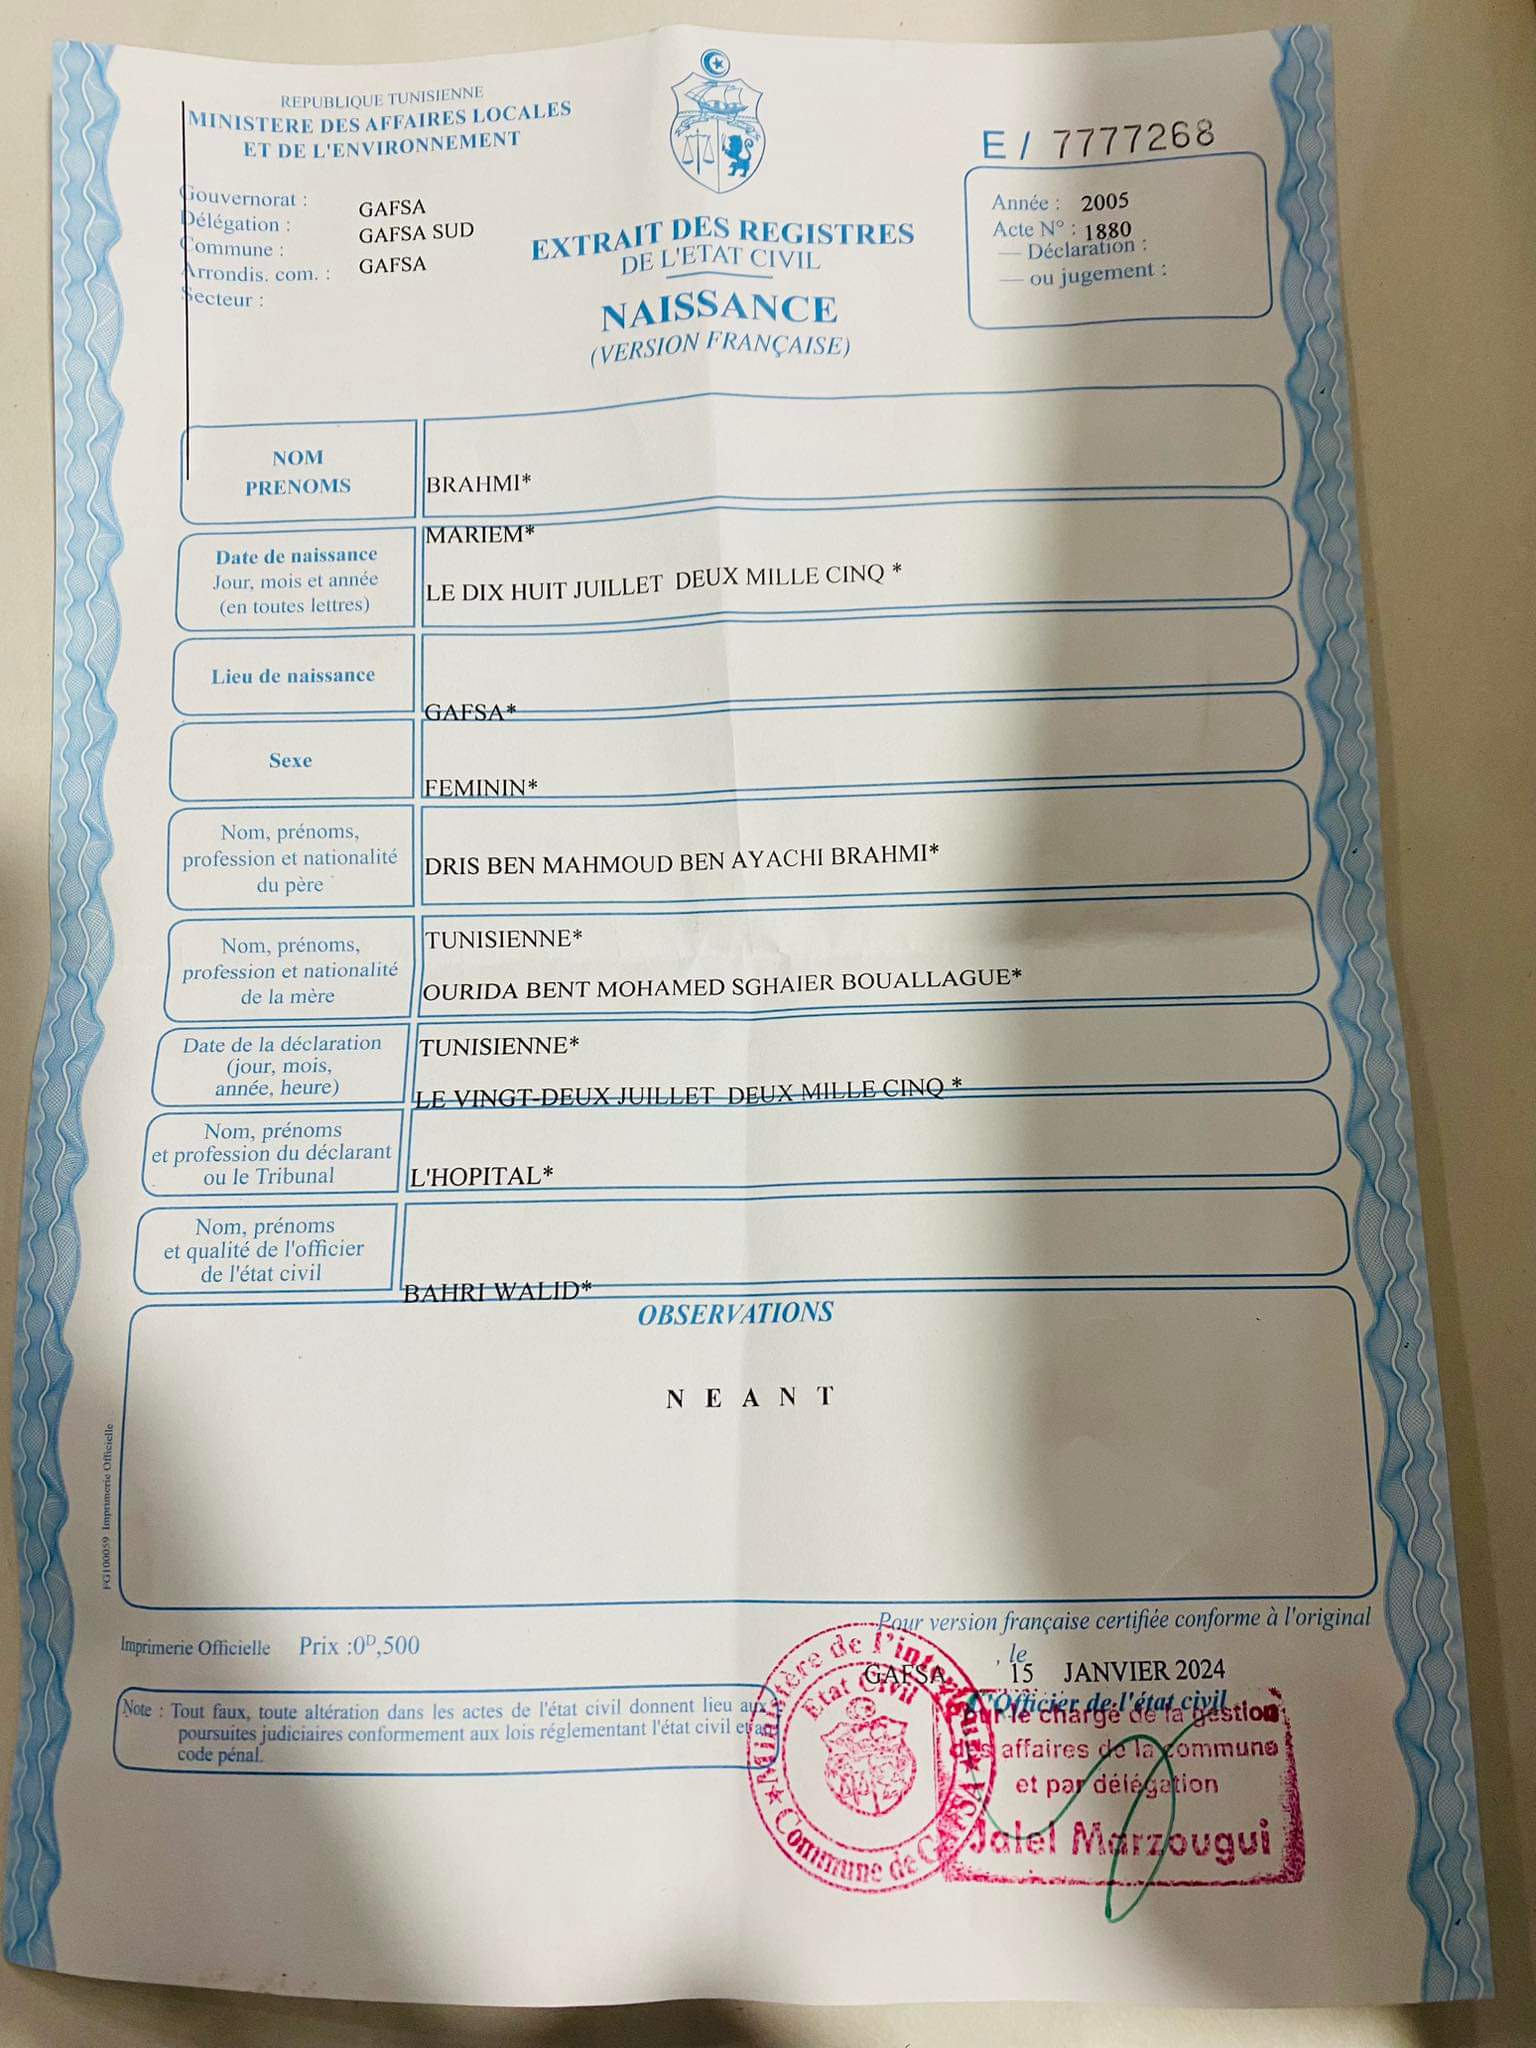 REPUBLIQUE TUNISIENNE
MINISTERE DES AFFAIRES LOCALES
ET DE L'ENVIRONNEMENT
Gouvernorat : GAFSA
Délégation : GAFSA SUD
Commune : GAFSA
Arrondis. com. :
Secteur :
EXTRAIT DES REGISTRES
DE L'ETAT CIVIL
NAISSANCE
(VERSION FRANÇAISE)
E / 7777268
Année : 2005
Acte N° : 1880
— Déclaration :
— ou jugement :
NOM
PRENOMS
BRAHMI*
MARIEM*
Date de naissance
Jour, mois et année
(en toutes lettres)
LE DIX HUIT JUILLET DEUX MILLE CINQ *
Lieu de naissance
GAFSA*
Sexe
FEMININ*
Nom, prénoms,
profession et nationalité
du père
DRIS BEN MAHMOUD BEN AYACHI BRAHMI*
TUNISIENNE*
Nom, prénoms,
profession et nationalité
de la mère
OURIDA BENT MOHAMED SGHAIER BOUALLAGUE*
TUNISIENNE*
Date de la déclaration
(jour, mois,
année, heure)
LE VINGT-DEUX JUILLET DEUX MILLE CINQ *
Nom, prénoms
et profession du déclarant
ou le Tribunal
L'HOPITAL*
Nom, prénoms
et qualité de l'officier
de l'état civil
BAHRI WALID*
OBSERVATIONS
N E A N T
FG100059 Imprimerie Officielle
Imprimerie Officielle Prix :0D,500
Pour version française certifiée conforme à l'original
GAFSA , le 15 JANVIER 2024
L'Officier de l'état civil
Note : Tout faux, toute altération dans les actes de l'état civil donnent lieu aux
poursuites judiciaires conformement aux lois réglementant l'état civil et au
code pénal.
Ministère de l'intérieur
Etat Civil
★ Commune de GAFSA ★
Pour le chargé de la gestion
des affaires de la commune
et par délégation
Jalel Marzougui